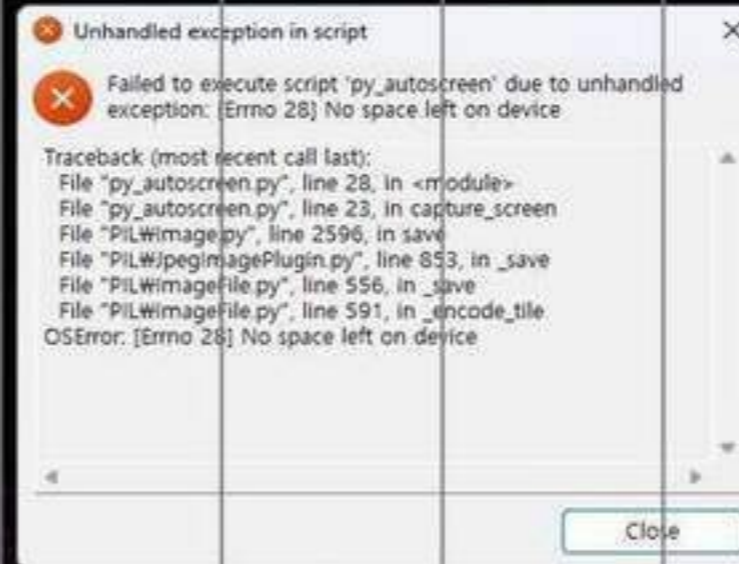 Unhandled exception in script
Failed to execute script 'py_autoscreen' due to unhandled
exception: [Errno 28] No space left on device
Traceback (most recent call last):
File "py_autoscreen.py", line 28, in <module>
File "py_autoscreen.py", line 23, in capture_screen
File "PIL₩Image.py", line 2596, in save
File "PIL₩JpegImagePlugin.py", line 853, in _save
File "PIL₩ImageFile.py", line 556, in _save
File "PIL₩ImageFile.py", line 591, in _encode_tile
OSError: [Errno 28] No space left on device
Close